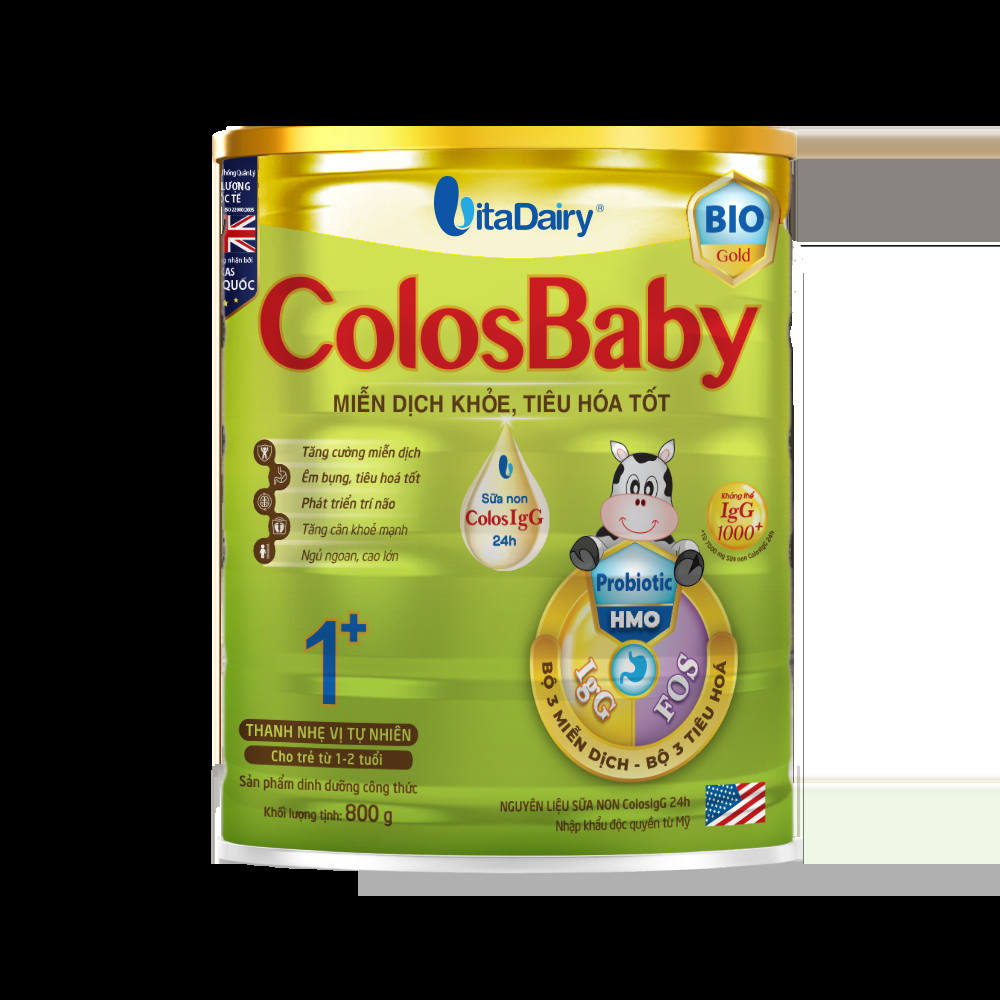 VitaDairy®
BIO
Gold
LƯỢNG
QUỐC
ColosBaby
MIỄN DỊCH KHỎE, TIÊU HÓA TỐT
Tăng cường miễn dịch
Êm bụng, tiêu hoá tốt
Phát triển trí não
Tăng cân khoẻ mạnh
Ngủ ngoan, cao lớn
Sữa non
ColosIgG
24h
Kháng thể
IgG
1000+
Probiotic
HMO
IgG
FOS
BỘ 3 MIỄN DỊCH - BỘ 3 TIÊU HOÁ
1+
THANH NHẸ VỊ TỰ NHIÊN
Cho trẻ từ 1-2 tuổi
Sản phẩm dinh dưỡng công thức
Khối lượng tịnh: 800 g
NGUYÊN LIỆU SỮA NON ColosIgG 24h
Nhập khẩu độc quyền từ Mỹ